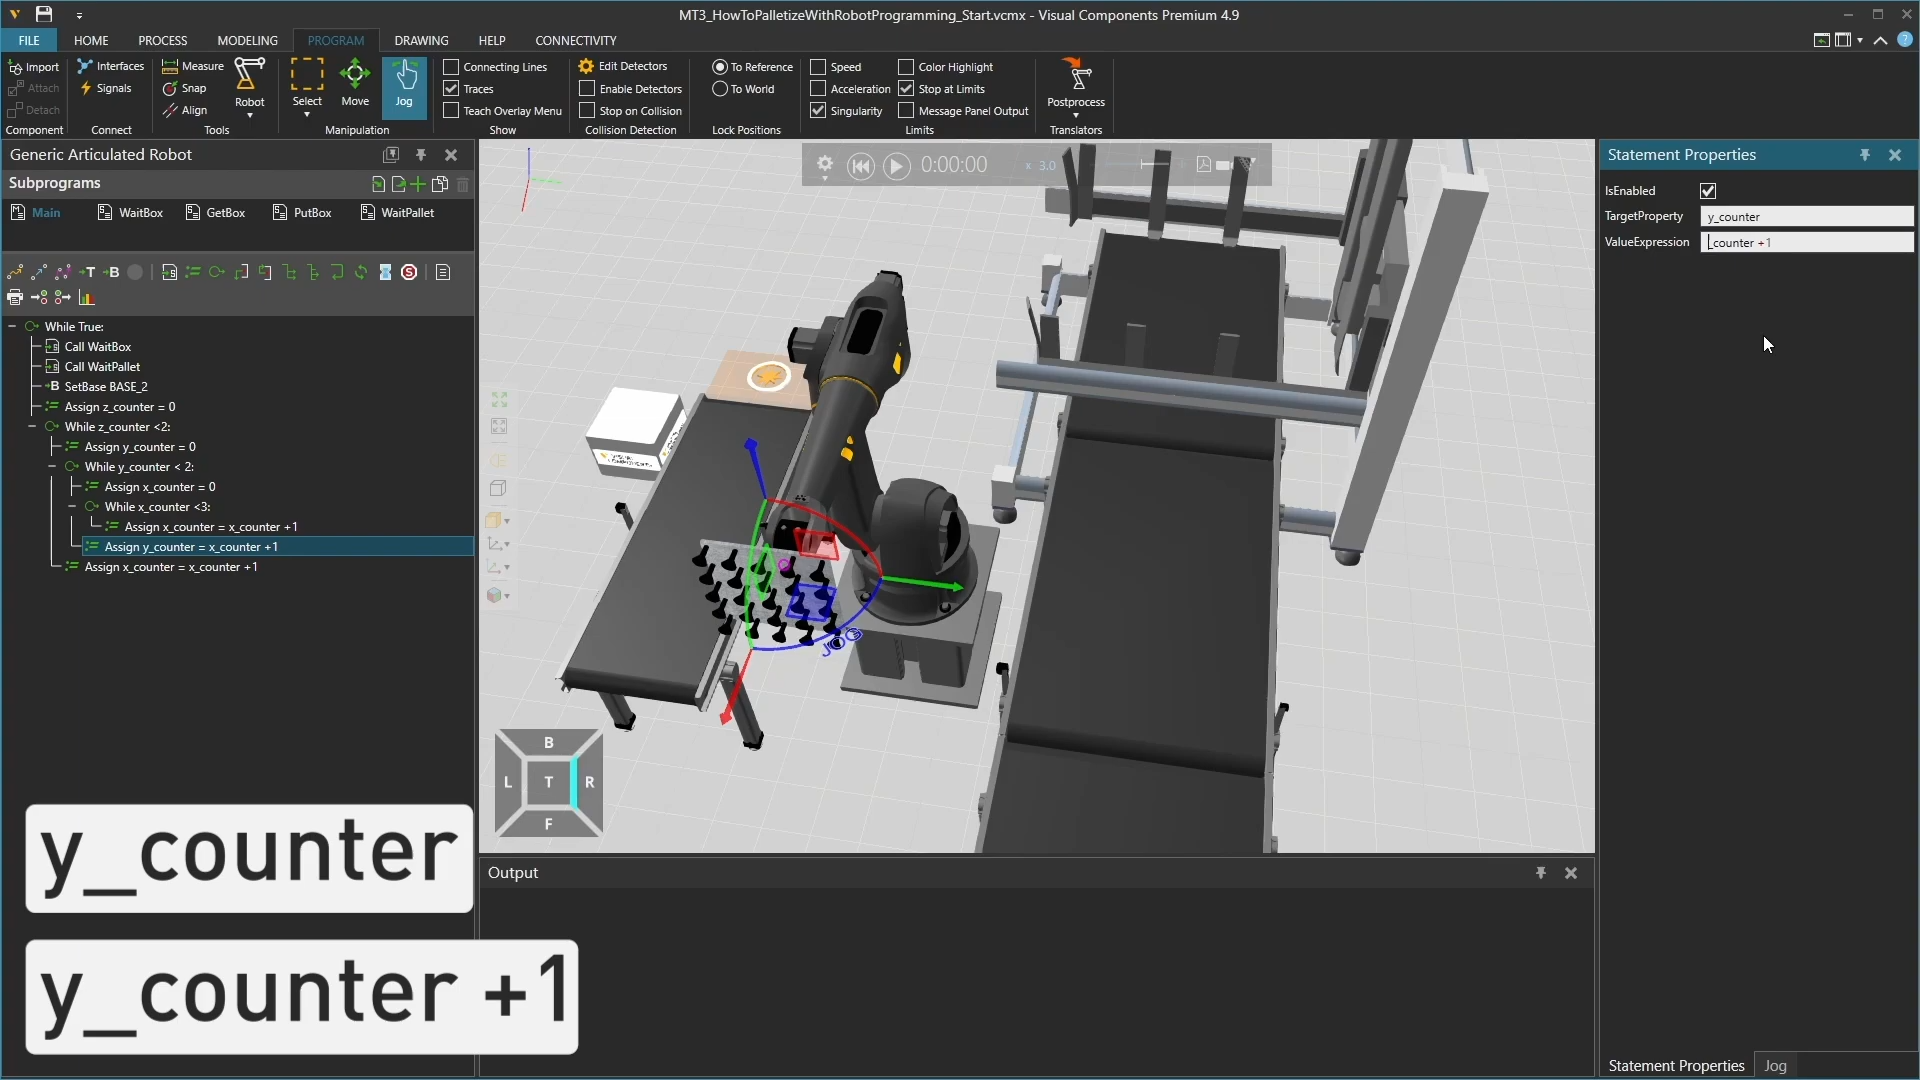 MT3_HowToPalletizeWithRobotProgramming_Start.vcmx - Visual Components Premium 4.9
FILE HOME PROCESS MODELING PROGRAM DRAWING HELP CONNECTIVITY
Import Attach Detach
Component
Interfaces Signals
Connect
Measure Snap Align Robot
Tools
Select Move Jog
Manipulation
Connecting Lines
Traces
Teach Overlay Menu
Show
Edit Detectors
Enable Detectors
Stop on Collision
Collision Detection
To Reference
To World
Lock Positions
Speed Color Highlight
Acceleration Stop at Limits
Singularity Message Panel Output
Limits
Postprocess
Translators
Generic Articulated Robot
Subprograms
Main WaitBox GetBox PutBox WaitPallet
While True:
Call WaitBox
Call WaitPallet
SetBase BASE_2
Assign z_counter = 0
While z_counter <2:
Assign y_counter = 0
While y_counter < 2:
Assign x_counter = 0
While x_counter <3:
Assign x_counter = x_counter +1
Assign y_counter = x_counter +1
Assign x_counter = x_counter +1
0:00:00 x 3.0
B
L T R
F
JOG
Output
Statement Properties
IsEnabled
TargetProperty y_counter
ValueExpression _counter +1
y_counter
y_counter +1
Statement Properties Jog